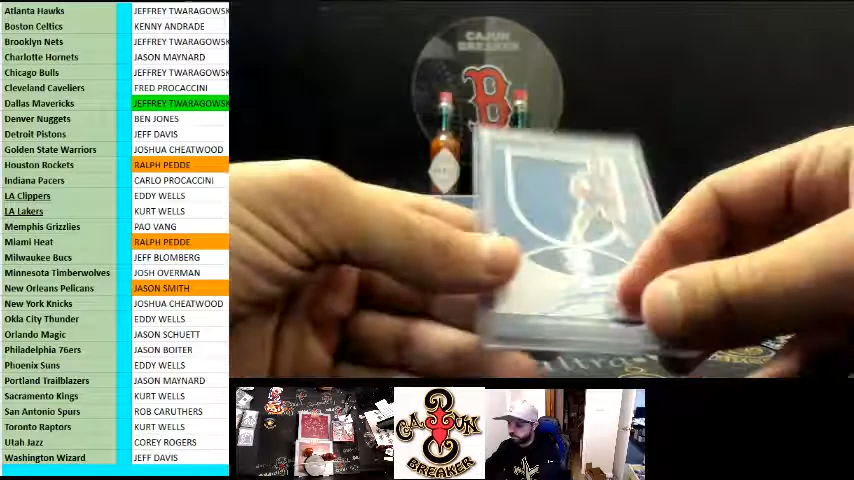 Atlanta Hawks JEFFREY TWARAGOWSK
Boston Celtics KENNY ANDRADE
Brooklyn Nets JEFFREY TWARAGOWSK
Charlotte Hornets JASON MAYNARD
Chicago Bulls JEFFREY TWARAGOWSK
Cleveland Caveliers FRED PROCACCINI
Dallas Mavericks JEFFREY TWARAGOWSK
Denver Nuggets BEN JONES
Detroit Pistons JEFF DAVIS
Golden State Warriors JOSHUA CHEATWOOD
Houston Rockets RALPH PEDDE
Indiana Pacers CARLO PROCACCINI
LA Clippers EDDY WELLS
LA Lakers KURT WELLS
Memphis Grizzlies PAO VANG
Miami Heat RALPH PEDDE
Milwaukee Bucs JEFF BLOMBERG
Minnesota Timberwolves JOSH OVERMAN
New Orleans Pelicans JASON SMITH
New York Knicks JOSHUA CHEATWOOD
Okla City Thunder EDDY WELLS
Orlando Magic JASON SCHUETT
Philadelphia 76ers JASON BOITER
Phoenix Suns EDDY WELLS
Portland Trailblazers JASON MAYNARD
Sacramento Kings KURT WELLS
San Antonio Spurs ROB CARUTHERS
Toronto Raptors KURT WELLS
Utah Jazz COREY ROGERS
Washington Wizard JEFF DAVIS
CAJUN
BREAKER
B
CAJUN
BREAKER